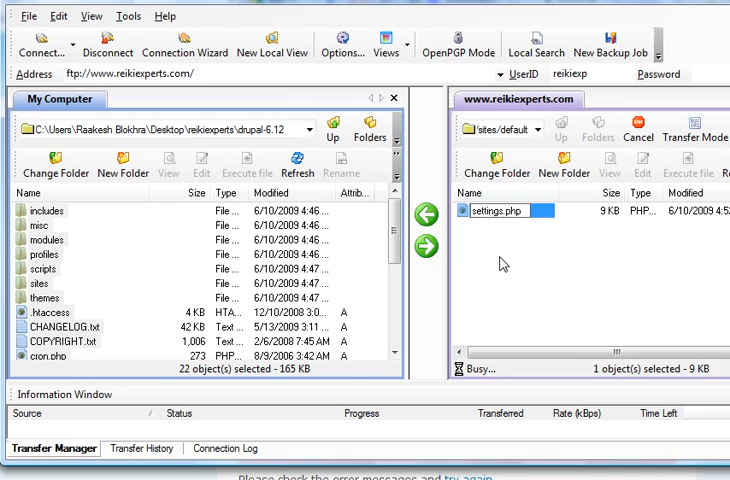 File Edit View Tools Help
Connect... Disconnect Connection Wizard New Local View Options... Views OpenPGP Mode Local Search New Backup Job
Address ftp://www.reikiexperts.com/ UserID reikiexp Password
My Computer
C:\Users\Raakesh Blokhra\Desktop\reikiexperts\drupal-6.12 Up Folders
Change Folder New Folder View Edit Execute file Refresh Rename
Name Size Type Modified Attrib...
includes File ... 6/10/2009 4:46 ...
misc File ... 6/10/2009 4:46 ...
modules File ... 6/10/2009 4:46 ...
profiles File ... 6/10/2009 4:46 ...
scripts File ... 6/10/2009 4:47 ...
sites File ... 6/10/2009 4:47 ...
themes File ... 6/10/2009 4:47 ...
.htaccess 4 KB HTA... 12/10/2008 3:0... A
CHANGELOG.txt 42 KB Text ... 5/13/2009 3:11 ... A
COPYRIGHT.txt 1,006 Text ... 2/6/2008 7:45 AM A
cron.php 273 PHP... 8/9/2006 3:42 AM A
22 object(s) selected - 165 KB
www.reikiexperts.com
/sites/default Up Folders Cancel Transfer Mode
Change Folder New Folder View Edit Execute file
Name Size Type Modified
settings.php 9 KB PHP... 6/10/2009 4:5
Busy... 1 object(s) selected - 9 KB
Information Window
Source Status Progress Transferred Rate (kBps) Time Left
Transfer Manager Transfer History Connection Log
Please check the error messages and try again.